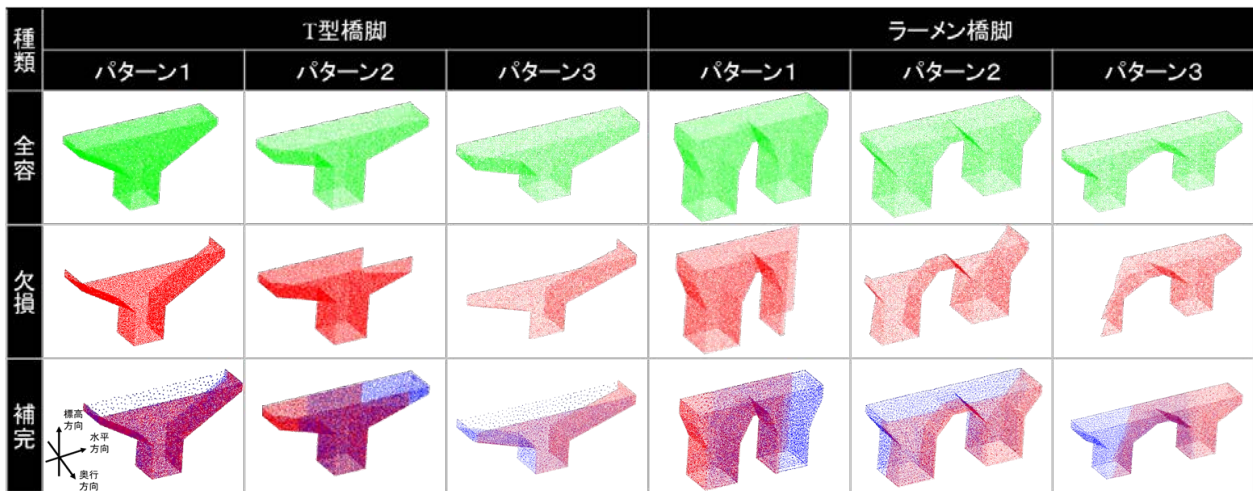 種類
T型橋脚
ラーメン橋脚
パターン1
パターン2
パターン3
パターン1
パターン2
パターン3
全容
欠損
補完
標高
方向
水平
方向
奥行
方向